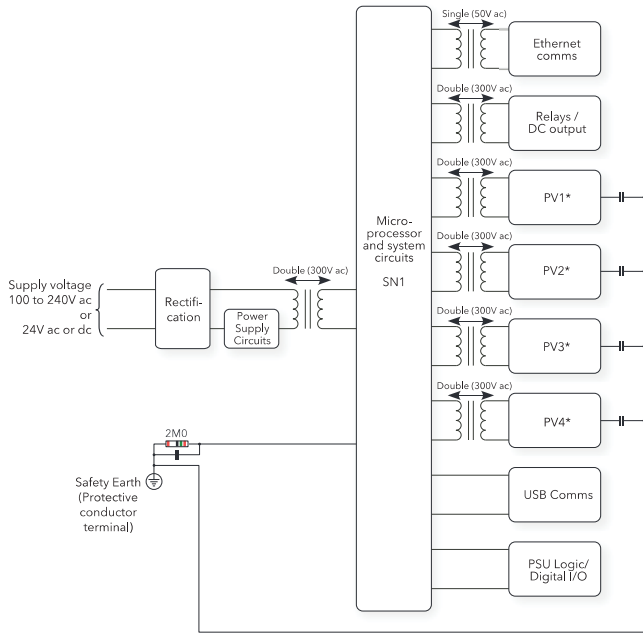 Single (50V ac)
Ethernet
comms
Double (300V ac)
Relays /
DC output
Double (300V ac)
PV1*
Micro-
processor
and system
circuits
SN1
Double (300V ac)
PV2*
Double (300V ac)
Supply voltage
100 to 240V ac
or
24V ac or dc
Rectifi-
cation
Power
Supply
Circuits
Double (300V ac)
PV3*
Double (300V ac)
PV4*
2M0
Safety Earth
(Protective
conductor
terminal)
USB Comms
PSU Logic/
Digital I/O